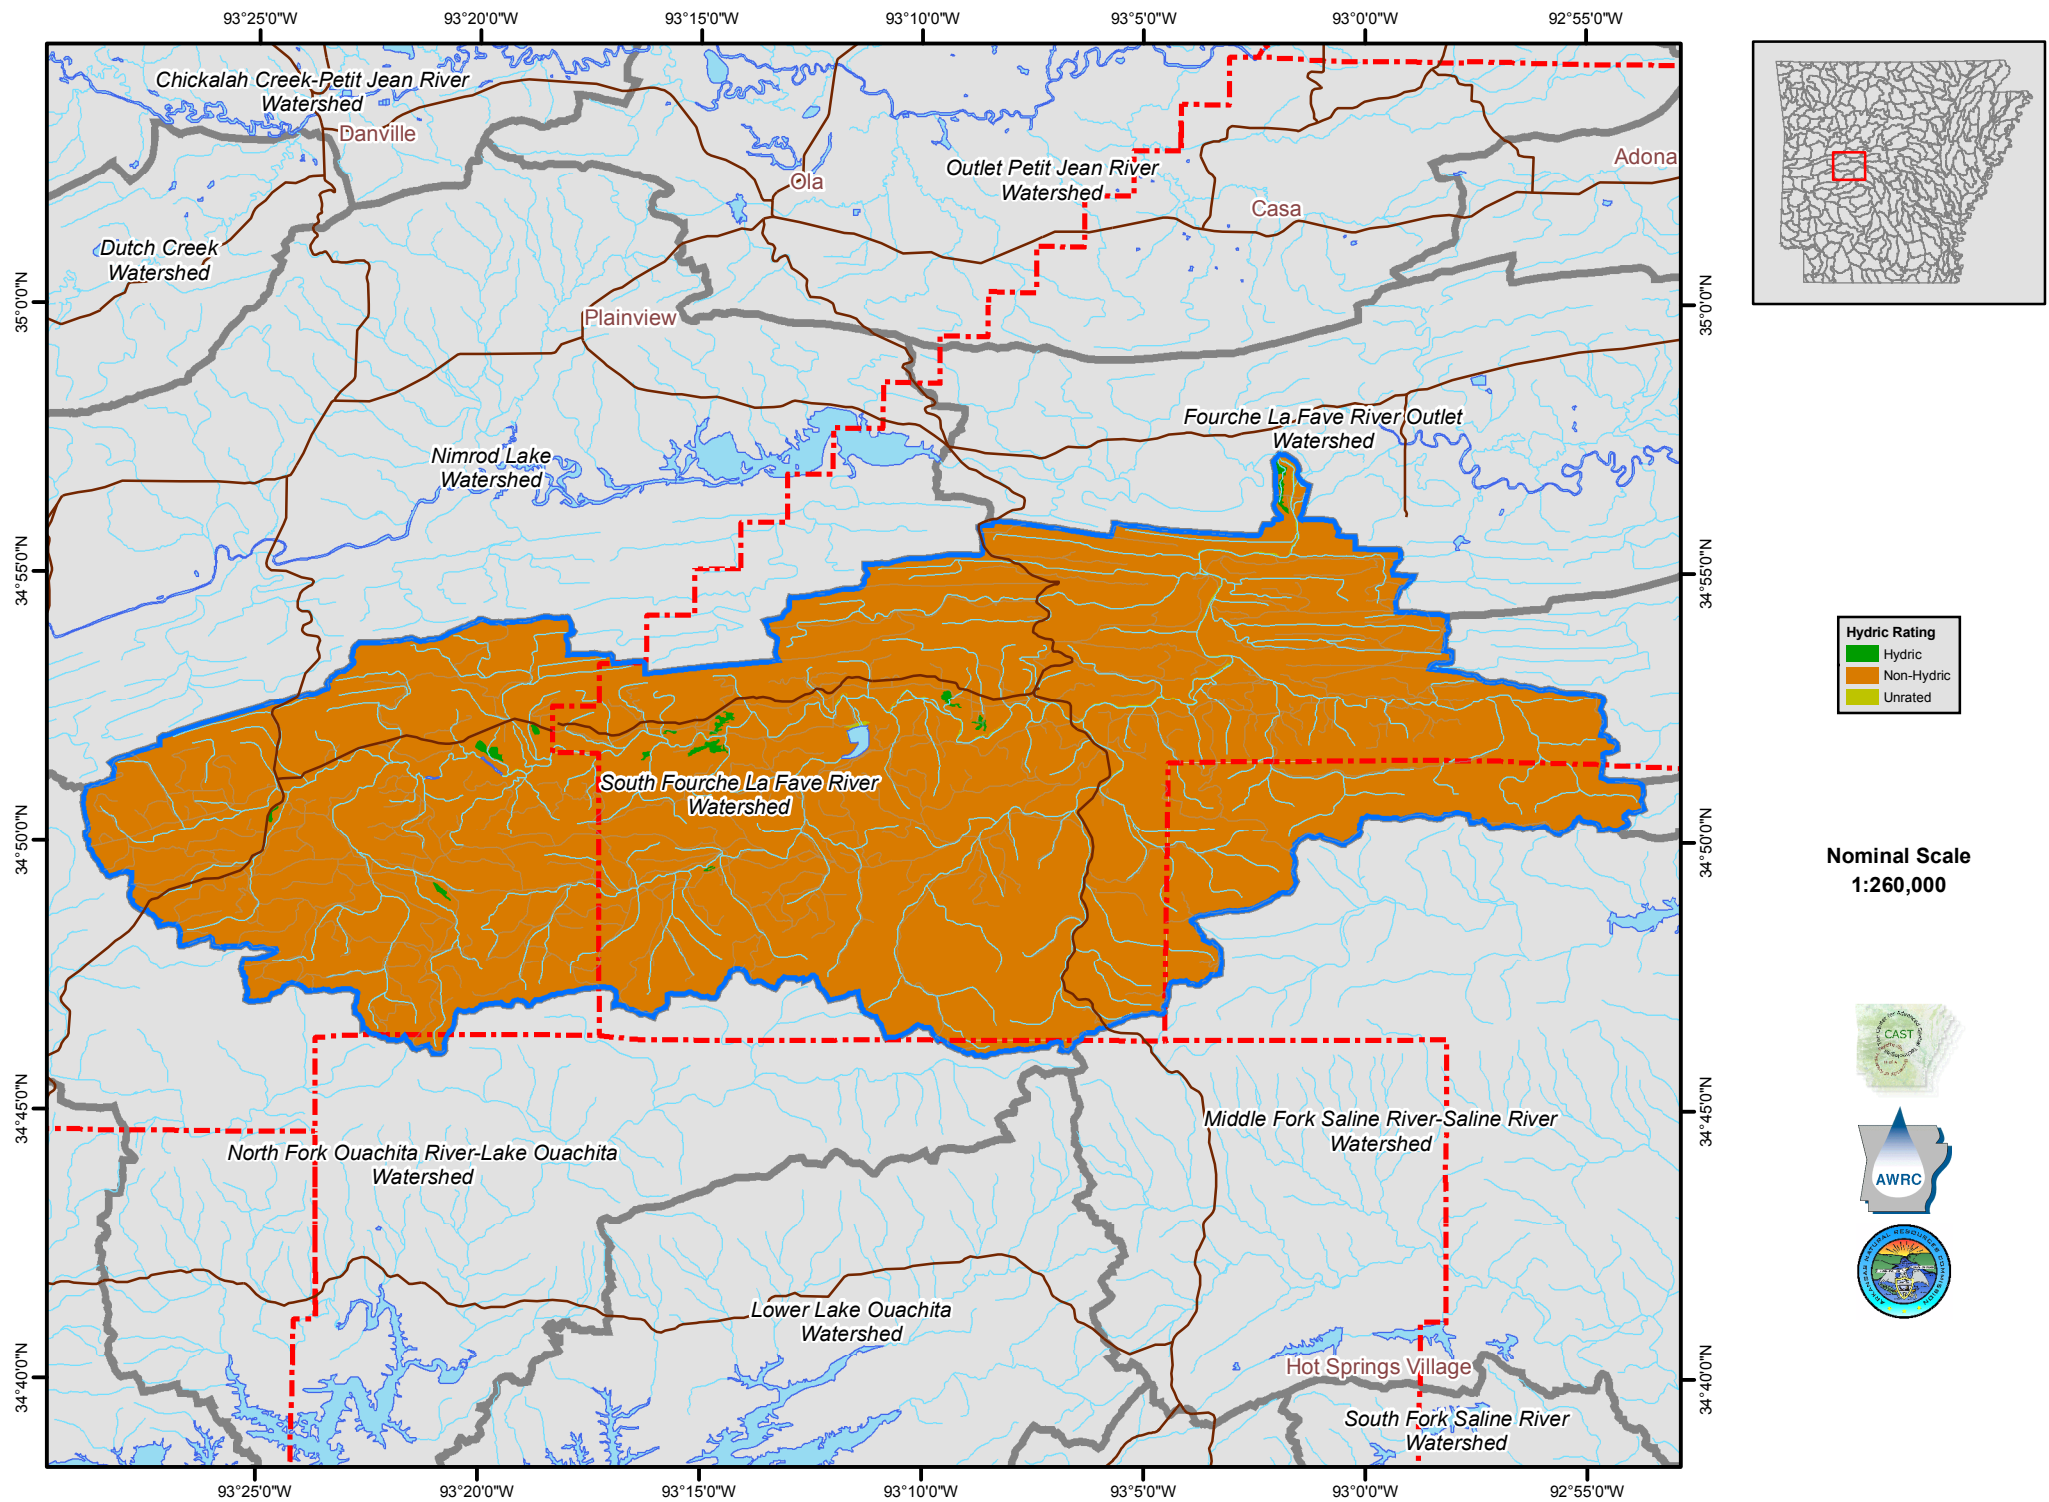 93°25'0"W 93°20'0"W 93°15'0"W 93°10'0"W 93°5'0"W 93°0'0"W 92°55'0"W
Chickalah Creek-Petit Jean River
Watershed
Danville
Adona
Outlet Petit Jean River
Watershed
Ola
Casa
Dutch Creek
Watershed
35°0'0"N
35°0'0"N
Plainview
Fourche La Fave River Outlet
Watershed
Nimrod Lake
Watershed
34°55'0"N
34°55'0"N
Hydric Rating
Hydric
Non-Hydric
Unrated
South Fourche La Fave River
Watershed
34°50'0"N
34°50'0"N
Nominal Scale
1:260,000
CAST
34°45'0"N
34°45'0"N
Middle Fork Saline River-Saline River
Watershed
North Fork Ouachita River-Lake Ouachita
Watershed
AWRC
ARKANSAS NATURAL RESOURCES COMMISSION
Lower Lake Ouachita
Watershed
34°40'0"N
34°40'0"N
Hot Springs Village
South Fork Saline River
Watershed
93°25'0"W 93°20'0"W 93°15'0"W 93°10'0"W 93°5'0"W 93°0'0"W 92°55'0"W